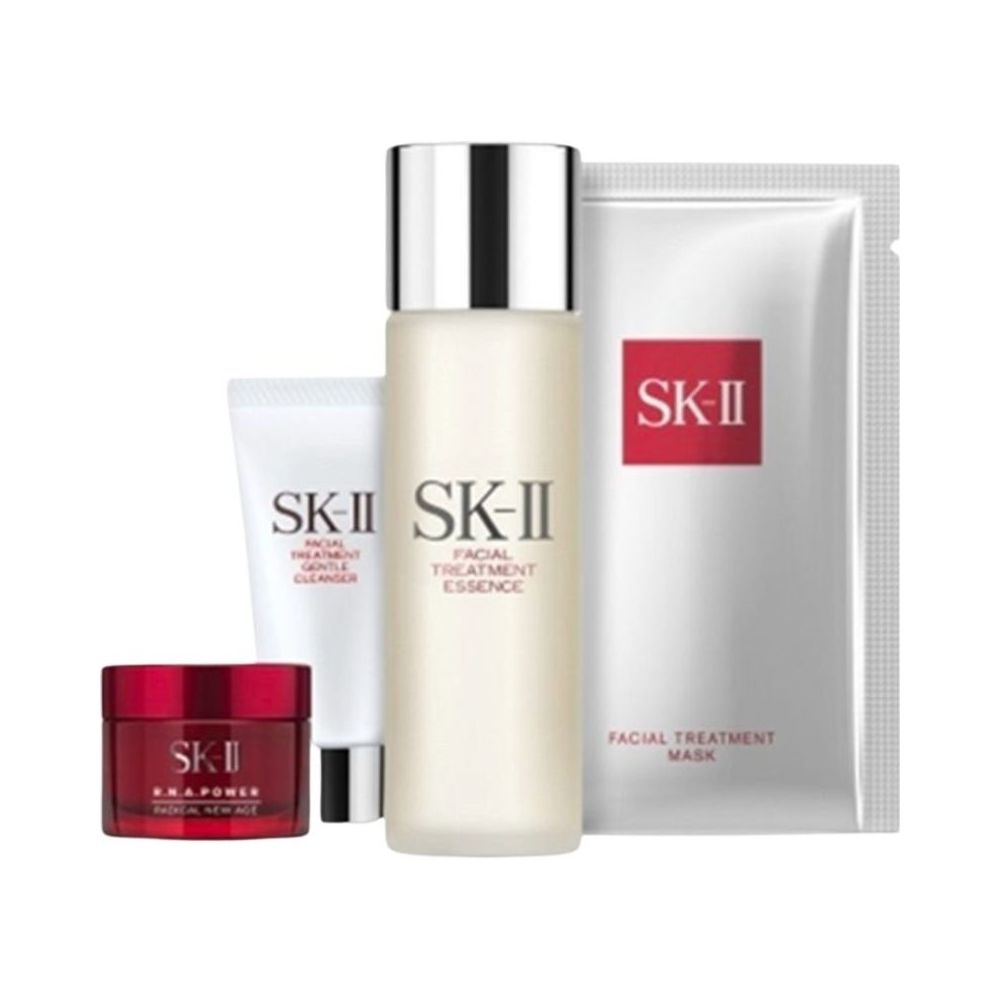 SK-II
R.N.A.POWER
RADICAL NEW AGE
SK-II
FACIAL
TREATMENT
GENTLE
CLEANSER
SK-II
FACIAL
TREATMENT
ESSENCE
SK-II
FACIAL TREATMENT
MASK